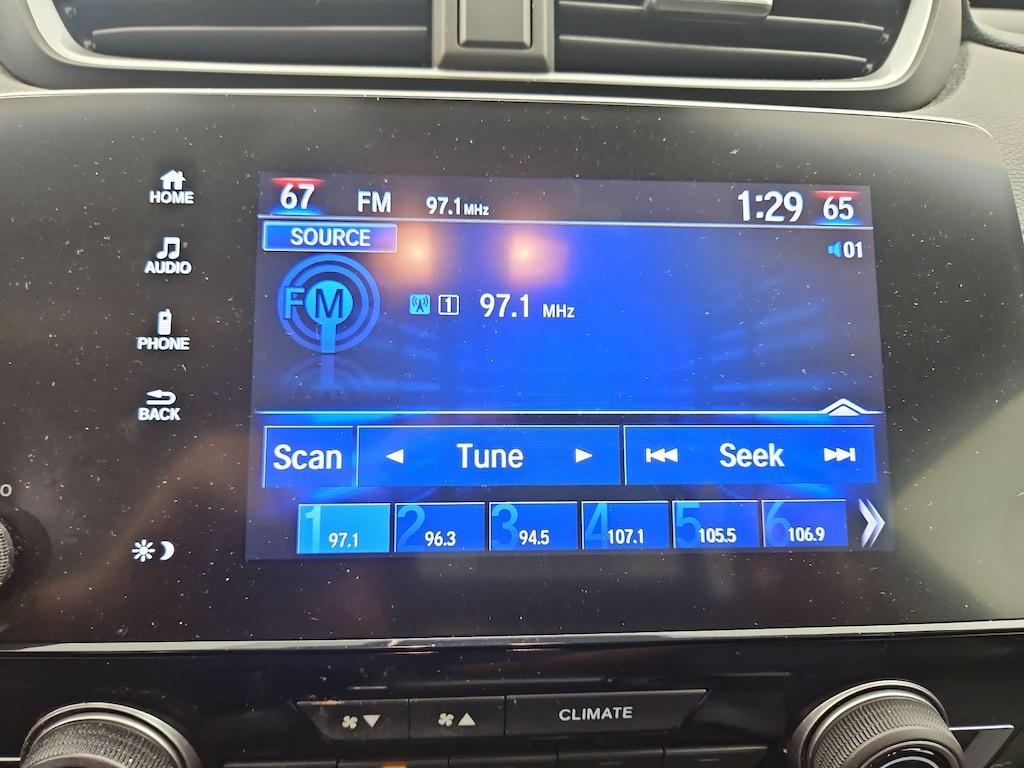 67 FM 97.1MHz 1:29 65
SOURCE
01
FM
1 97.1 MHz
HOME
AUDIO
PHONE
BACK
Scan Tune Seek
1 97.1 2 96.3 3 94.5 4 107.1 5 105.5 6 106.9
O
CLIMATE